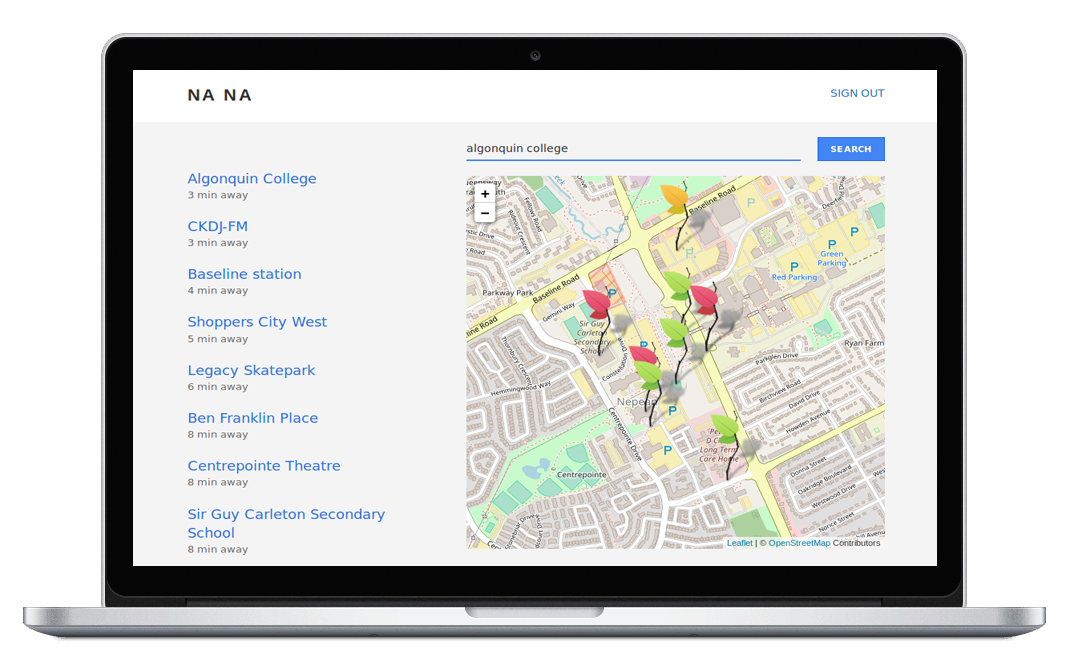 NA NA
SIGN OUT
algonquin college
SEARCH
Algonquin College
3 min away
CKDJ-FM
3 min away
Baseline station
4 min away
Shoppers City West
5 min away
Legacy Skatepark
6 min away
Ben Franklin Place
8 min away
Centrepointe Theatre
8 min away
Sir Guy Carleton Secondary
School
8 min away
+
−
Baseline Road
P
P
P
Green
Parking
P
Red Parking
P
Parkway Park
Baseline Road
Gemini Way
P
Sir Guy
Carleton
Secondary
School
P
Ryan Farm
Parkglen Drive
Birchview Road
David Drive
Howden Avenue
Hemmingwood Way
Nepean
P
Centrepointe Drive
P
Long Term
Care Home
Centrepointe
Donna Street
Oakridge Boulevard
Westwood Drive
Norice Street
Leaflet | © OpenStreetMap Contributors